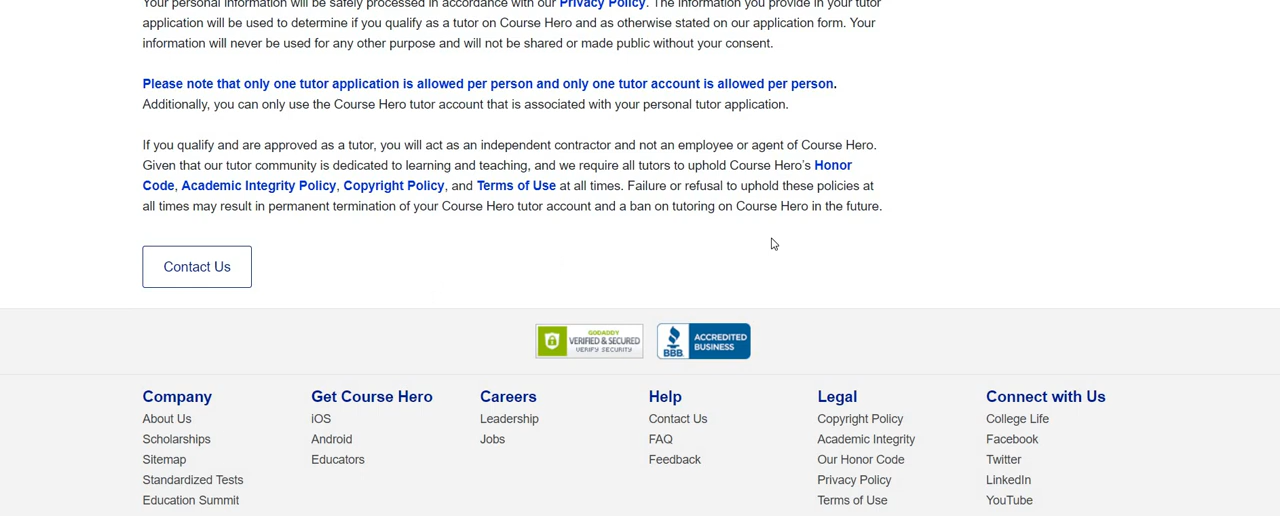 Your personal information will be safely processed in accordance with our Privacy Policy. The information you provide in your tutor
application will be used to determine if you qualify as a tutor on Course Hero and as otherwise stated on our application form. Your
information will never be used for any other purpose and will not be shared or made public without your consent.
Please note that only one tutor application is allowed per person and only one tutor account is allowed per person.
Additionally, you can only use the Course Hero tutor account that is associated with your personal tutor application.
If you qualify and are approved as a tutor, you will act as an independent contractor and not an employee or agent of Course Hero.
Given that our tutor community is dedicated to learning and teaching, and we require all tutors to uphold Course Hero's Honor
Code, Academic Integrity Policy, Copyright Policy, and Terms of Use at all times. Failure or refusal to uphold these policies at
all times may result in permanent termination of your Course Hero tutor account and a ban on tutoring on Course Hero in the future.
Contact Us
GODADDY
VERIFIED & SECURED
VERIFY SECURITY
BBB
ACCREDITED
BUSINESS
Company
About Us
Scholarships
Sitemap
Standardized Tests
Education Summit
Get Course Hero
iOS
Android
Educators
Careers
Leadership
Jobs
Help
Contact Us
FAQ
Feedback
Legal
Copyright Policy
Academic Integrity
Our Honor Code
Privacy Policy
Terms of Use
Connect with Us
College Life
Facebook
Twitter
LinkedIn
YouTube